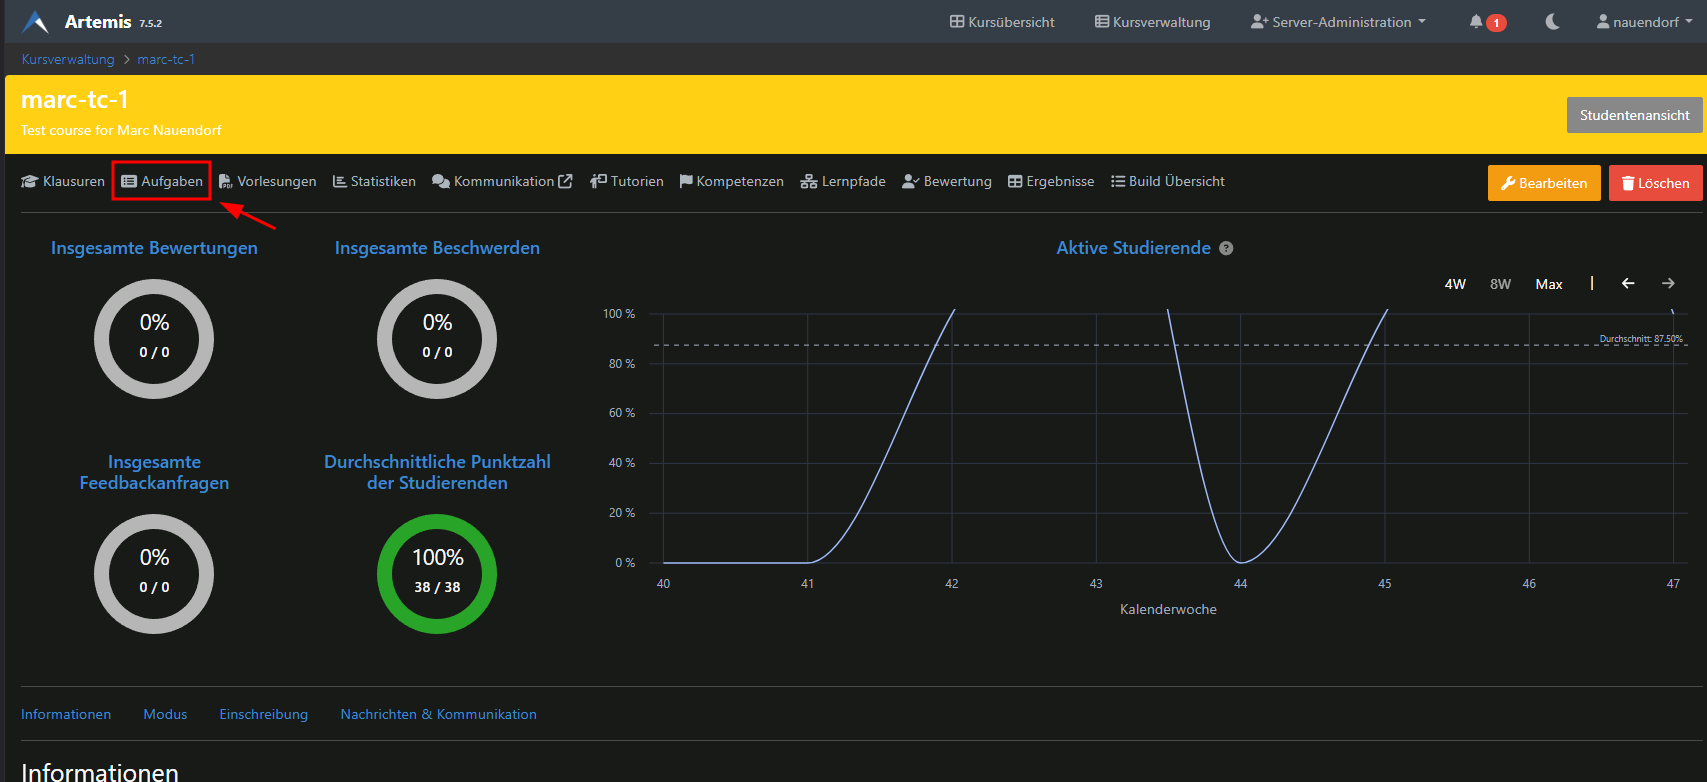 Artemis 7.5.2 Kursübersicht Kursverwaltung Server-Administration 1 nauendorf
Kursverwaltung > marc-tc-1
marc-tc-1
Test course for Marc Nauendorf
Studentenansicht
Klausuren Aufgaben Vorlesungen Statistiken Kommunikation Tutorien Kompetenzen Lernpfade Bewertung Ergebnisse Build Übersicht Bearbeiten Löschen
Insgesamte Bewertungen
0%
0 / 0
Insgesamte Beschwerden
0%
0 / 0
Insgesamte
Feedbackanfragen
0%
0 / 0
Durchschnittliche Punktzahl
der Studierenden
100%
38 / 38
Aktive Studierende ?
4W 8W Max |
100 %
Durchschnitt: 87.50%
80 %
60 %
40 %
20 %
0 %
40 41 42 43 44 45 46 47
Kalenderwoche
Informationen Modus Einschreibung Nachrichten & Kommunikation
Informationen